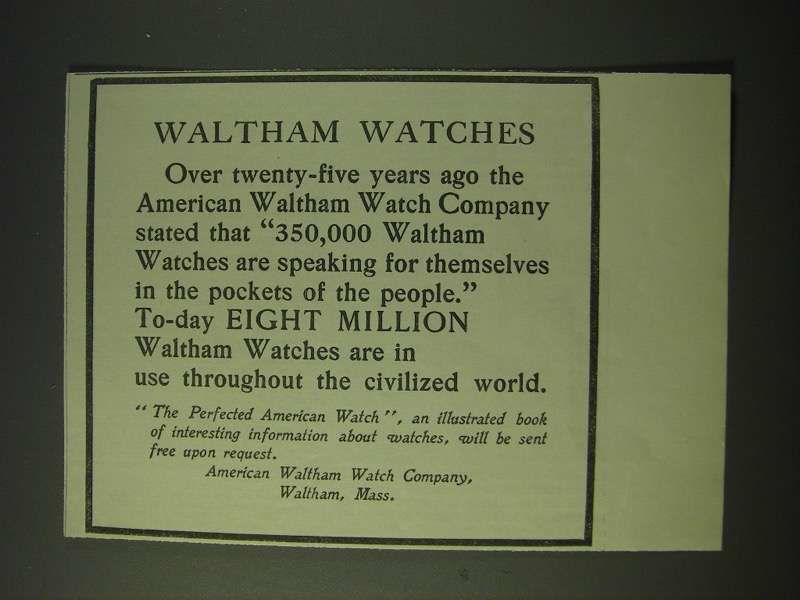 WALTHAM WATCHES
Over twenty-five years ago the
American Waltham Watch Company
stated that “350,000 Waltham
Watches are speaking for themselves
in the pockets of the people.”
To-day EIGHT MILLION
Waltham Watches are in
use throughout the civilized world.
“The Perfected American Watch”, an illustrated book
of interesting information about watches, will be sent
free upon request.
American Waltham Watch Company,
Waltham, Mass.